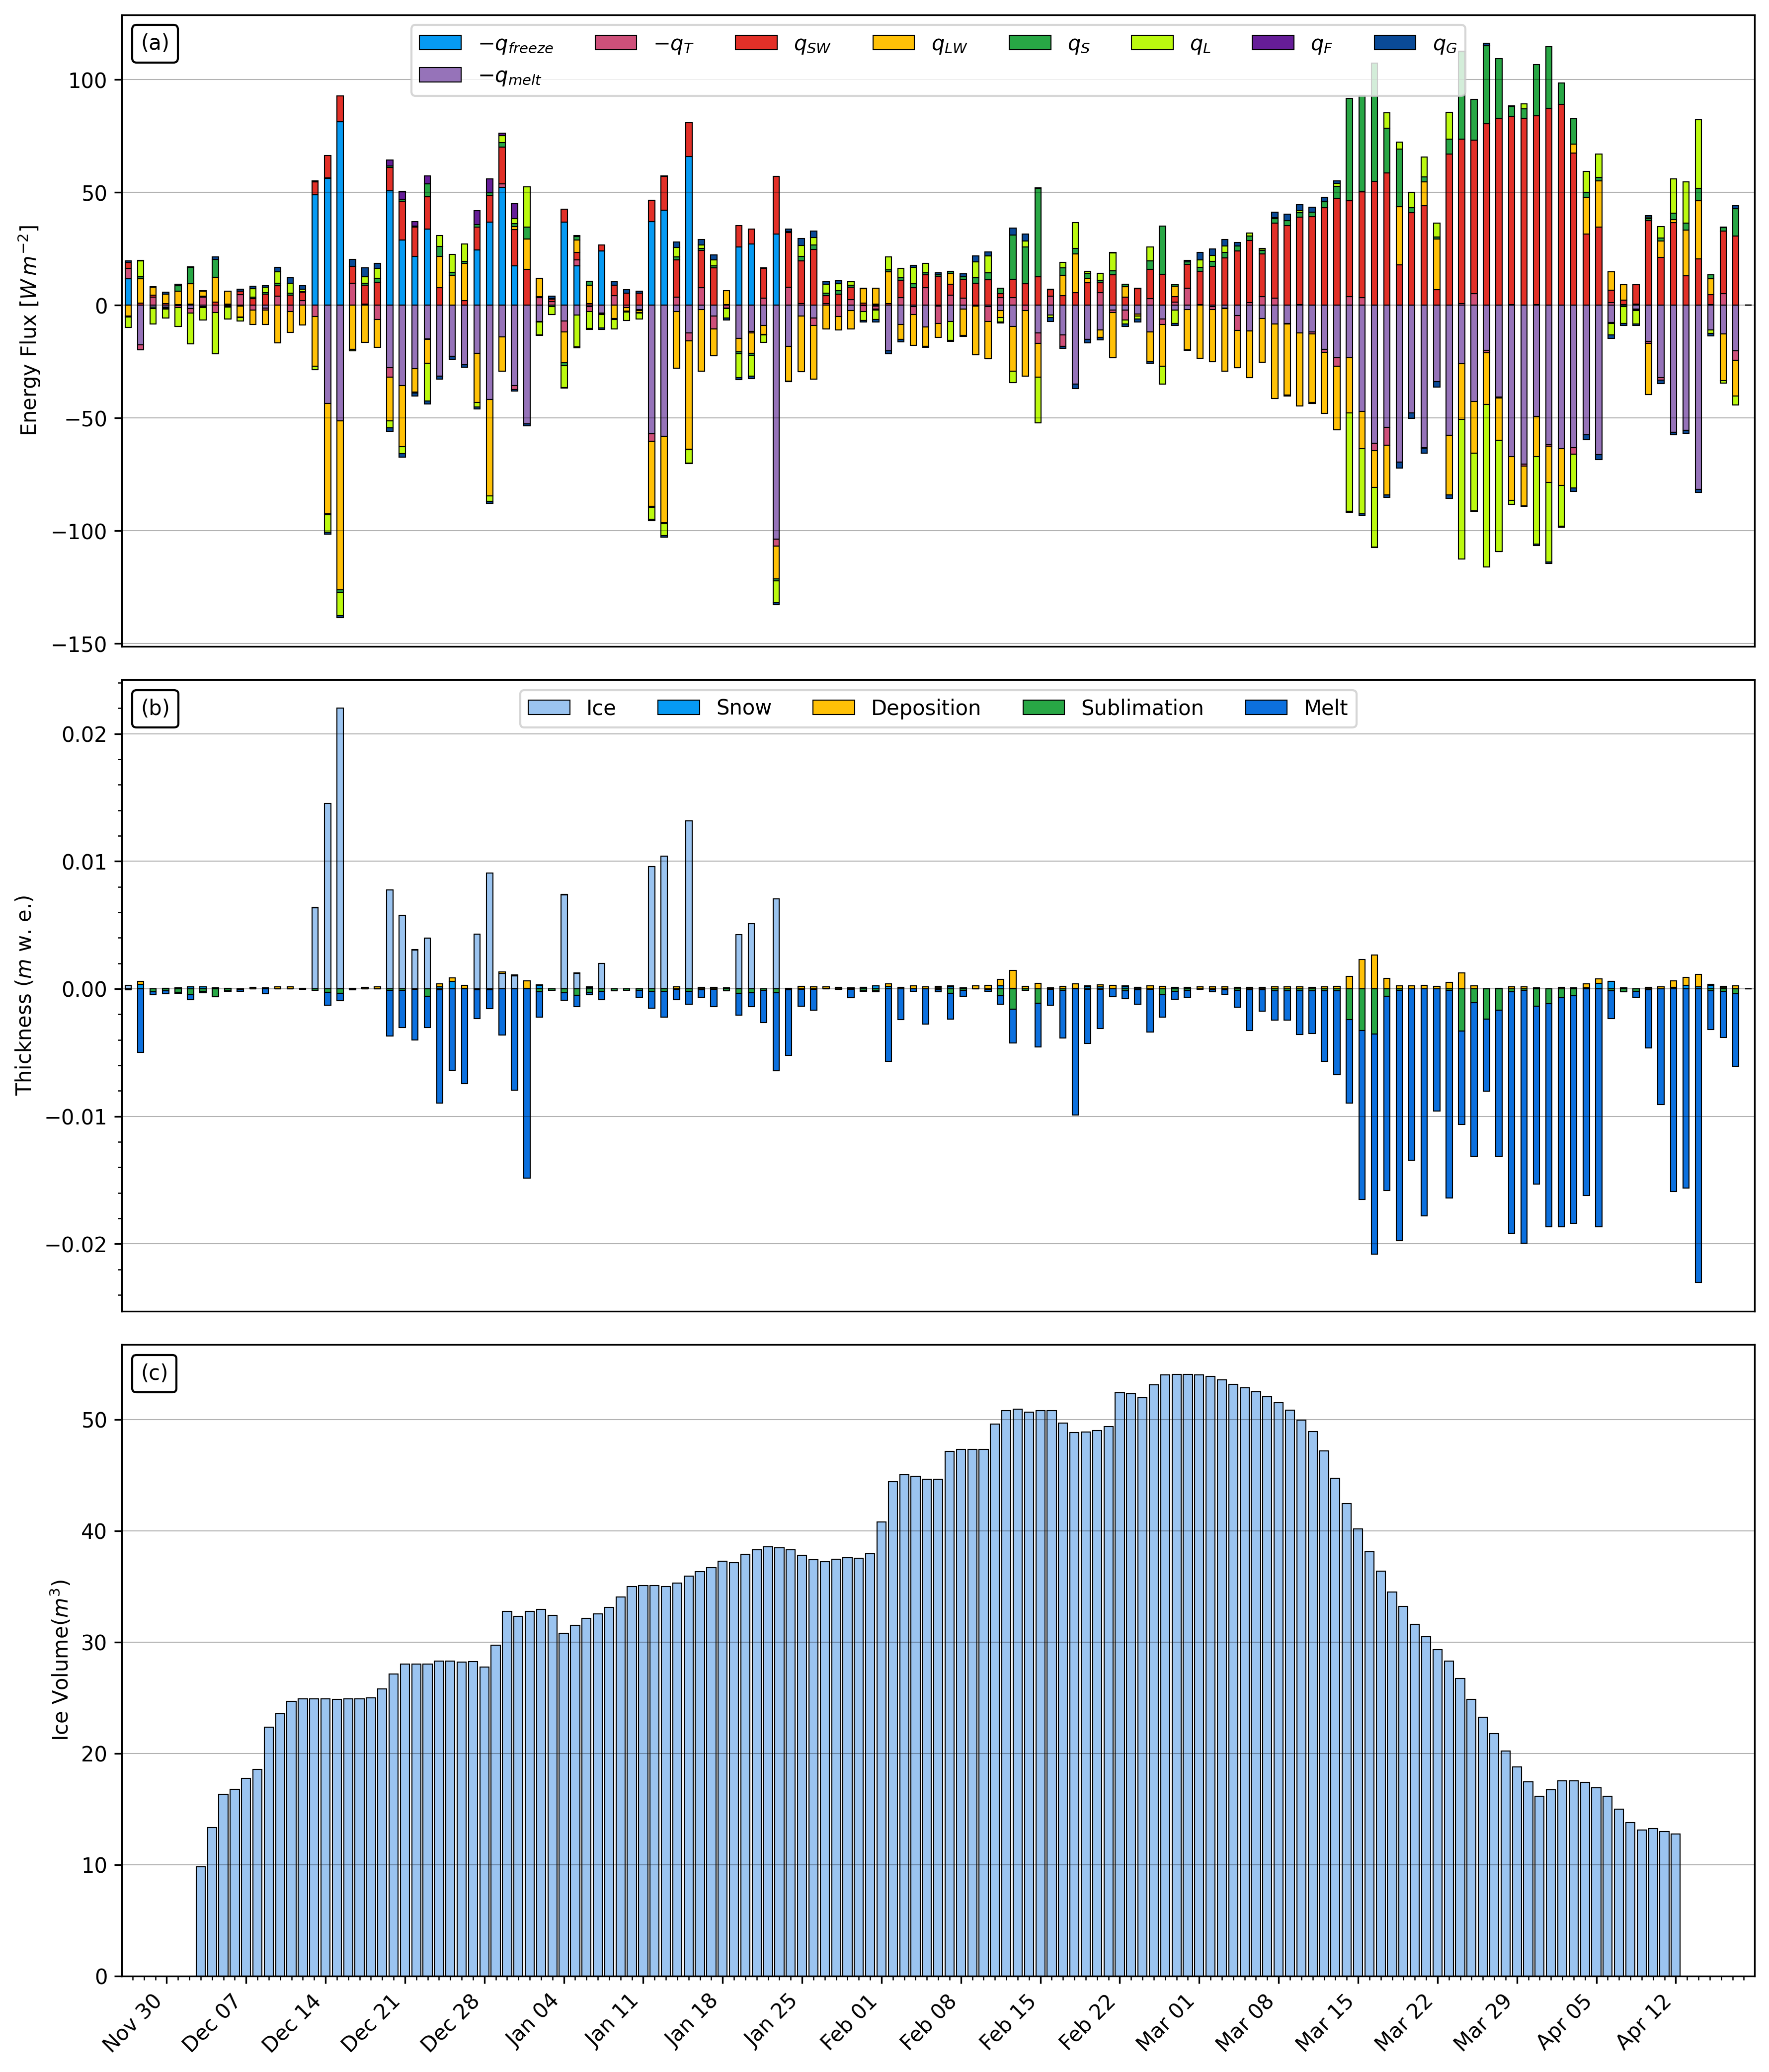 (a)
−q_freeze −q_T q_SW q_LW q_S q_L q_F q_G
−q_melt
Energy Flux [W m⁻²]
100
50
0
−50
−100
−150
(b)
Ice Snow Deposition Sublimation Melt
Thickness (m w. e.)
0.02
0.01
0.00
−0.01
−0.02
(c)
Ice Volume(m³)
50
40
30
20
10
0
Nov 30 Dec 07 Dec 14 Dec 21 Dec 28 Jan 04 Jan 11 Jan 18 Jan 25 Feb 01 Feb 08 Feb 15 Feb 22 Mar 01 Mar 08 Mar 15 Mar 22 Mar 29 Apr 05 Apr 12